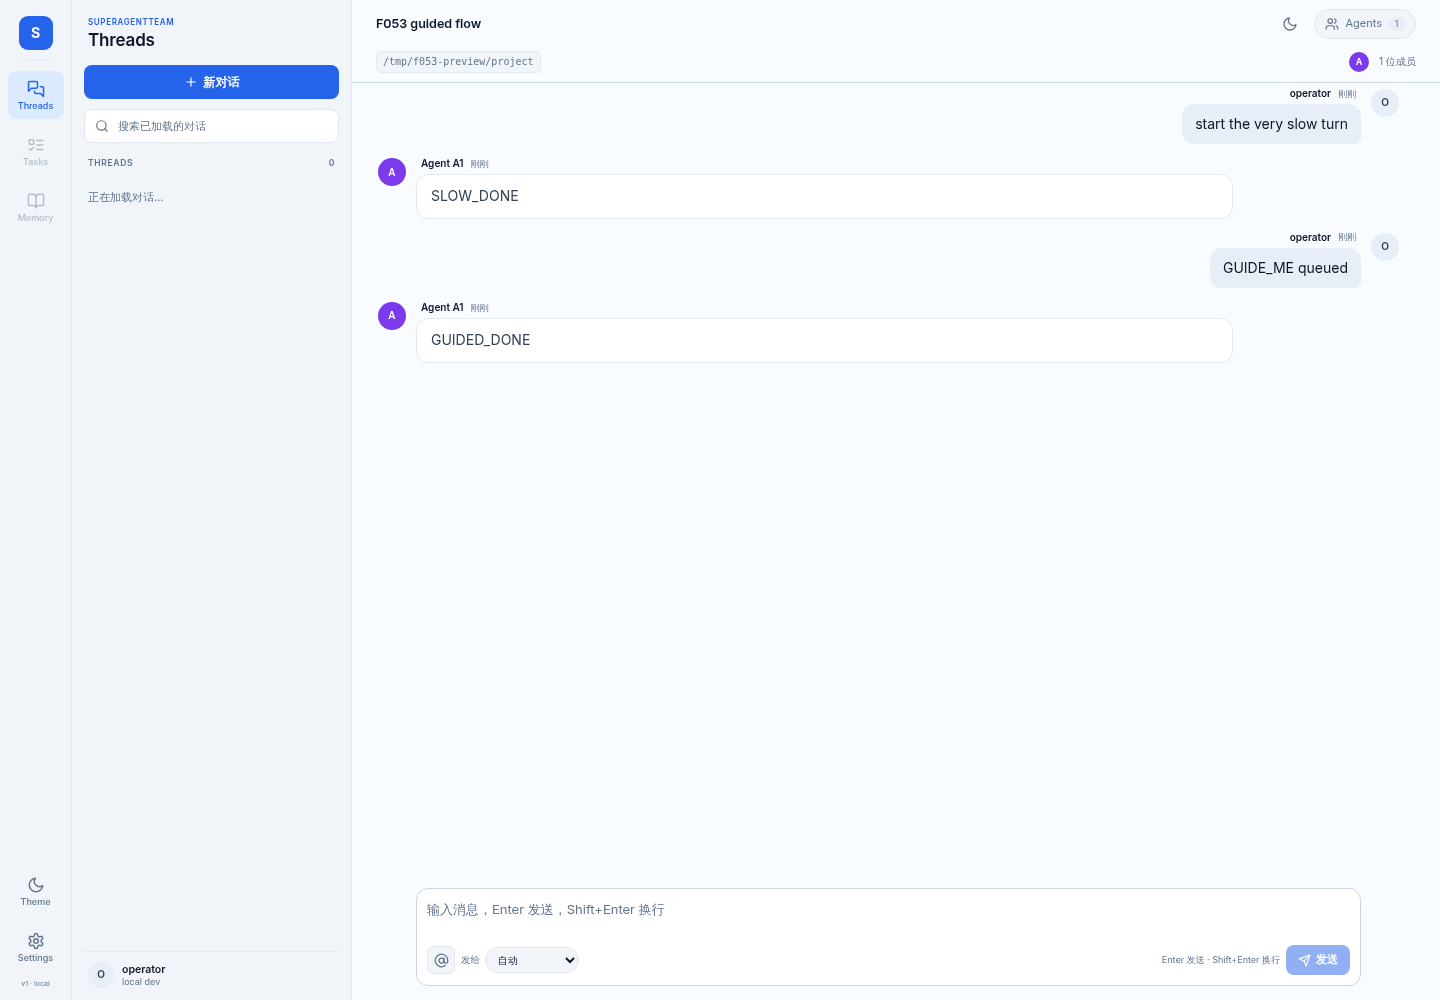 S
Threads
Tasks
Memory
Theme
Settings
v1 · local
SUPERAGENTTEAM
Threads
新对话
搜索已加载的对话
THREADS 0
正在加载对话...
O
operator
local dev
F053 guided flow
Agents 1
/tmp/f053-preview/project
A 1 位成员
operator 刚刚
O
start the very slow turn
A
Agent A1 刚刚
SLOW_DONE
operator 刚刚
O
GUIDE_ME queued
A
Agent A1 刚刚
GUIDED_DONE
输入消息，Enter 发送，Shift+Enter 换行
@ 发给 自动
Enter 发送 · Shift+Enter 换行 发送